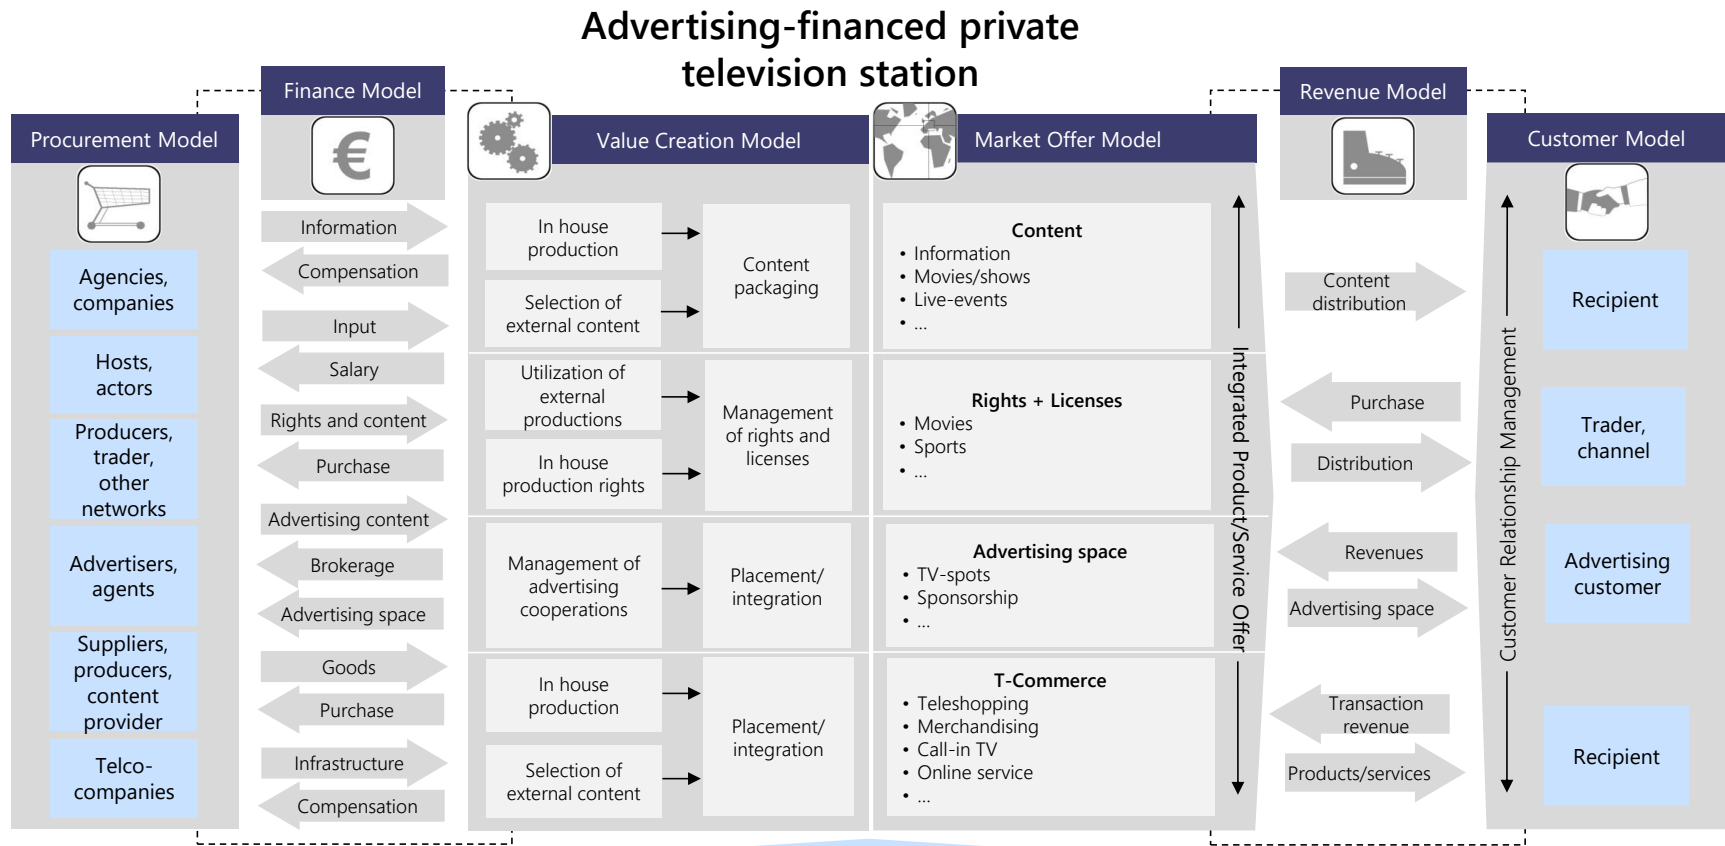 Advertising-financed private
television station
Procurement Model
Agencies,
companies
Hosts,
actors
Producers,
trader,
other
networks
Advertisers,
agents
Suppliers,
producers,
content
provider
Telco-
companies
Finance Model
€
Information
Compensation
Input
Salary
Rights and content
Purchase
Advertising content
Brokerage
Advertising space
Goods
Purchase
Infrastructure
Compensation
Value Creation Model
In house
production
Selection of
external content
Content
packaging
Utilization of
external
productions
In house
production rights
Management
of rights and
licenses
Management of
advertising
cooperations
Placement/
integration
In house
production
Selection of
external content
Placement/
integration
Market Offer Model
Content
• Information
• Movies/shows
• Live-events
• ...
Rights + Licenses
• Movies
• Sports
• ...
Advertising space
• TV-spots
• Sponsorship
• ...
T-Commerce
• Teleshopping
• Merchandising
• Call-in TV
• Online service
• ...
Integrated Product/Service Offer
Revenue Model
Content
distribution
Purchase
Distribution
Revenues
Advertising space
Transaction
revenue
Products/services
Customer Model
Customer Relationship Management
Recipient
Trader,
channel
Advertising
customer
Recipient